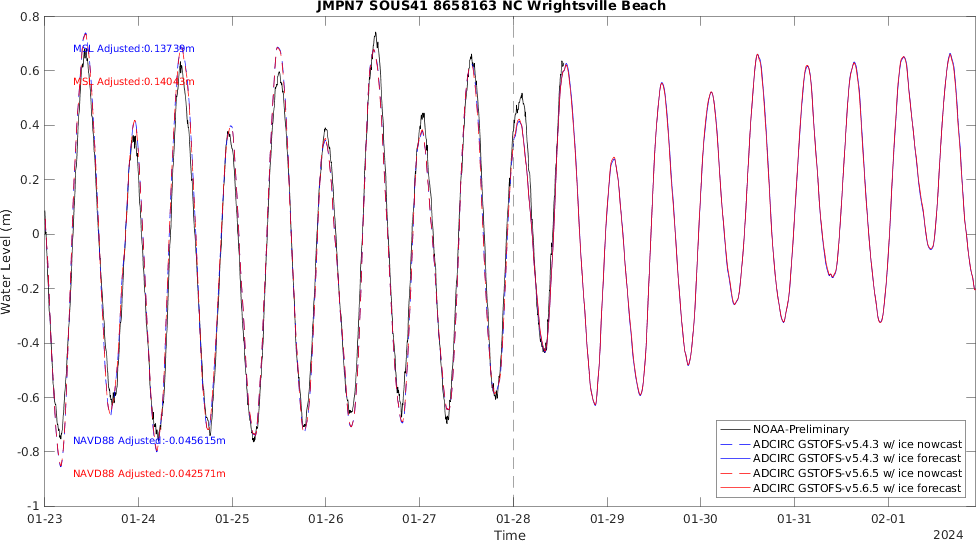 JMPN7 SOUS41 8658163 NC Wrightsville Beach
0.8
0.6
0.4
0.2
0
-0.2
-0.4
-0.6
-0.8
-1
Water Level (m)
MSL Adjusted:0.13739m
MSL Adjusted:0.14043m
NAVD88 Adjusted:-0.045615m
NAVD88 Adjusted:-0.042571m
NOAA-Preliminary
ADCIRC GSTOFS-v5.4.3 w/ ice nowcast
ADCIRC GSTOFS-v5.4.3 w/ ice forecast
ADCIRC GSTOFS-v5.6.5 w/ ice nowcast
ADCIRC GSTOFS-v5.6.5 w/ ice forecast
01-23 01-24 01-25 01-26 01-27 01-28 01-29 01-30 01-31 02-01
Time
2024